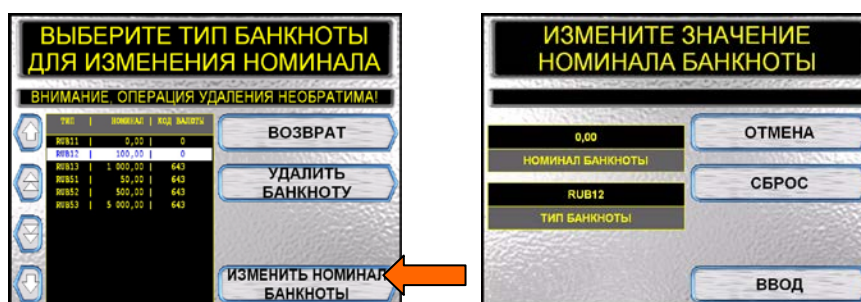 ВЫБЕРИТЕ ТИП БАНКНОТЫ
ДЛЯ ИЗМЕНЕНИЯ НОМИНАЛА
ВНИМАНИЕ, ОПЕРАЦИЯ УДАЛЕНИЯ НЕОБРАТИМА!
ТИП | НОМИНАЛ | КОД ВАЛЮТЫ
RUB11 | 0,00 | 0
RUB12 | 100,00 | 0
RUB13 | 1 000,00 | 643
RUB51 | 50,00 | 643
RUB52 | 500,00 | 643
RUB53 | 5 000,00 | 643
ВОЗВРАТ
УДАЛИТЬ
БАНКНОТУ
ИЗМЕНИТЬ НОМИНАЛ
БАНКНОТЫ
ИЗМЕНИТЕ ЗНАЧЕНИЕ
НОМИНАЛА БАНКНОТЫ
0,00
НОМИНАЛ БАНКНОТЫ
RUB12
ТИП БАНКНОТЫ
ОТМЕНА
СБРОС
ВВОД